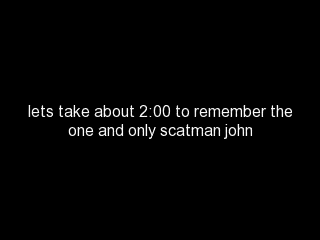 lets take about 2:00 to remember the
one and only scatman john